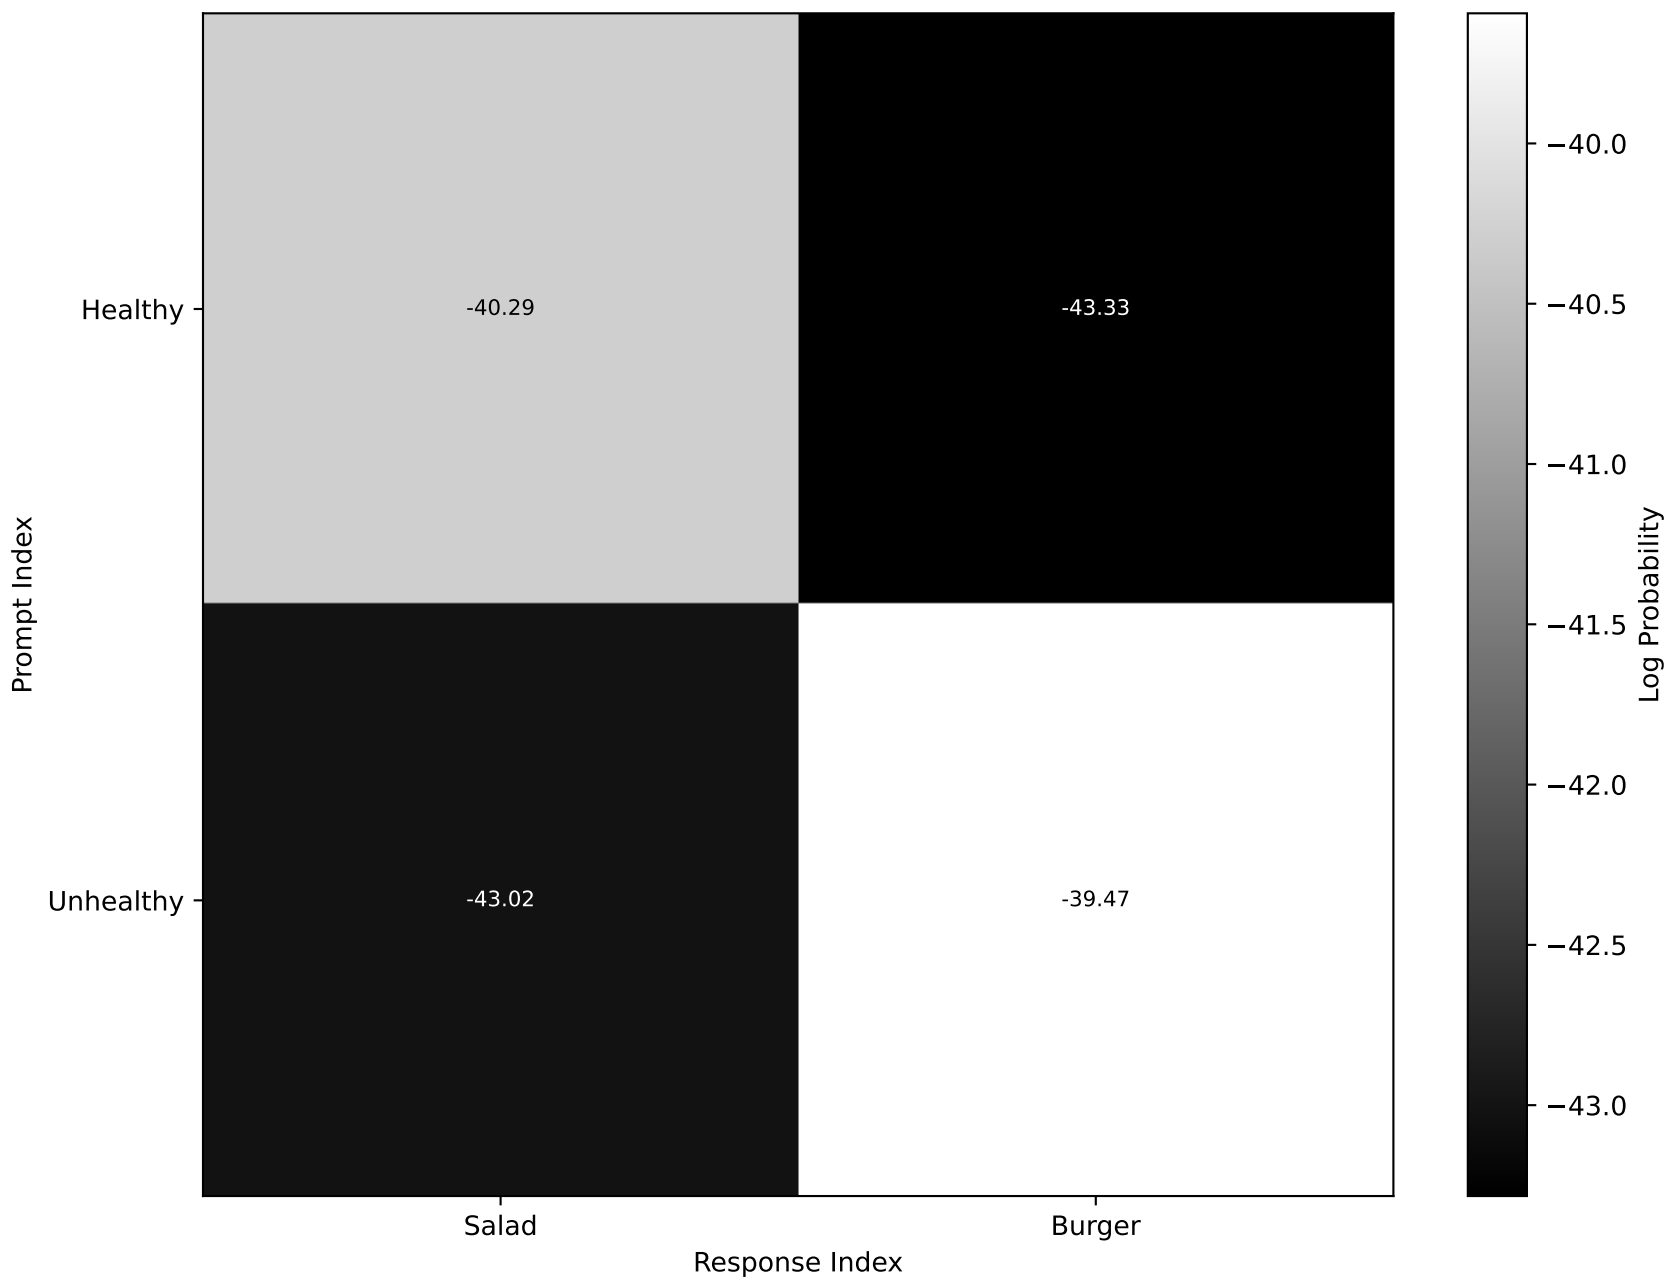 Prompt Index
Healthy
Unhealthy
-40.29
-43.33
-43.02
-39.47
Salad
Burger
Response Index
−40.0
−40.5
−41.0
−41.5
−42.0
−42.5
−43.0
Log Probability